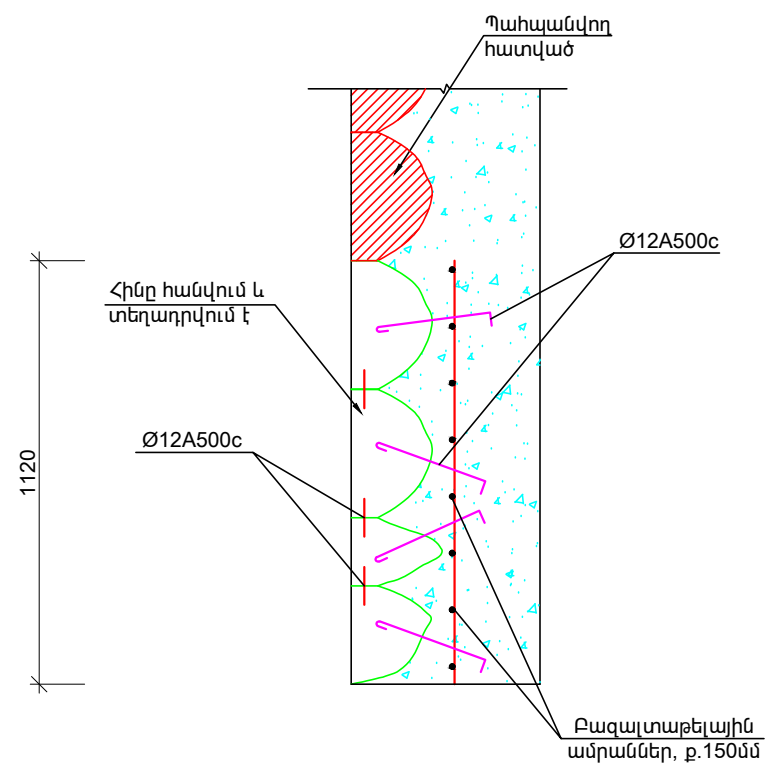 Պահպանվող
հատված
Ø12A500c
Հինը հանվում և
տեղադրվում է
Ø12A500c
1120
Բազալտաթելային
ամրաններ, ք.150մմ